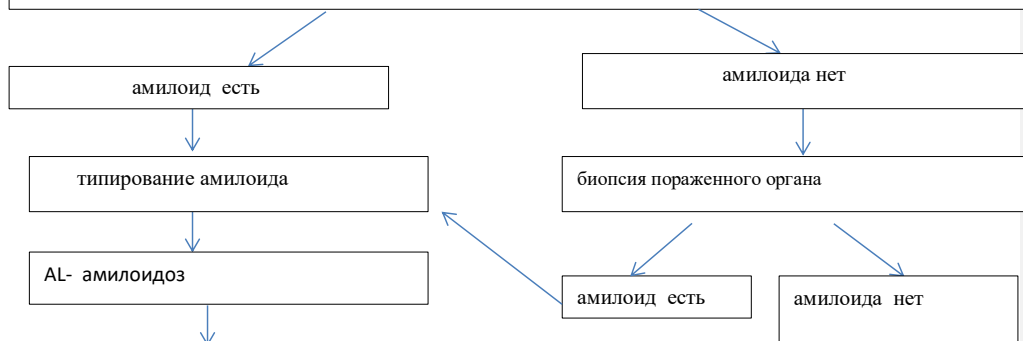 амилоид есть
амилоида нет
типирование амилоида
биопсия пораженного органа
AL- амилоидоз
амилоид есть
амилоида нет